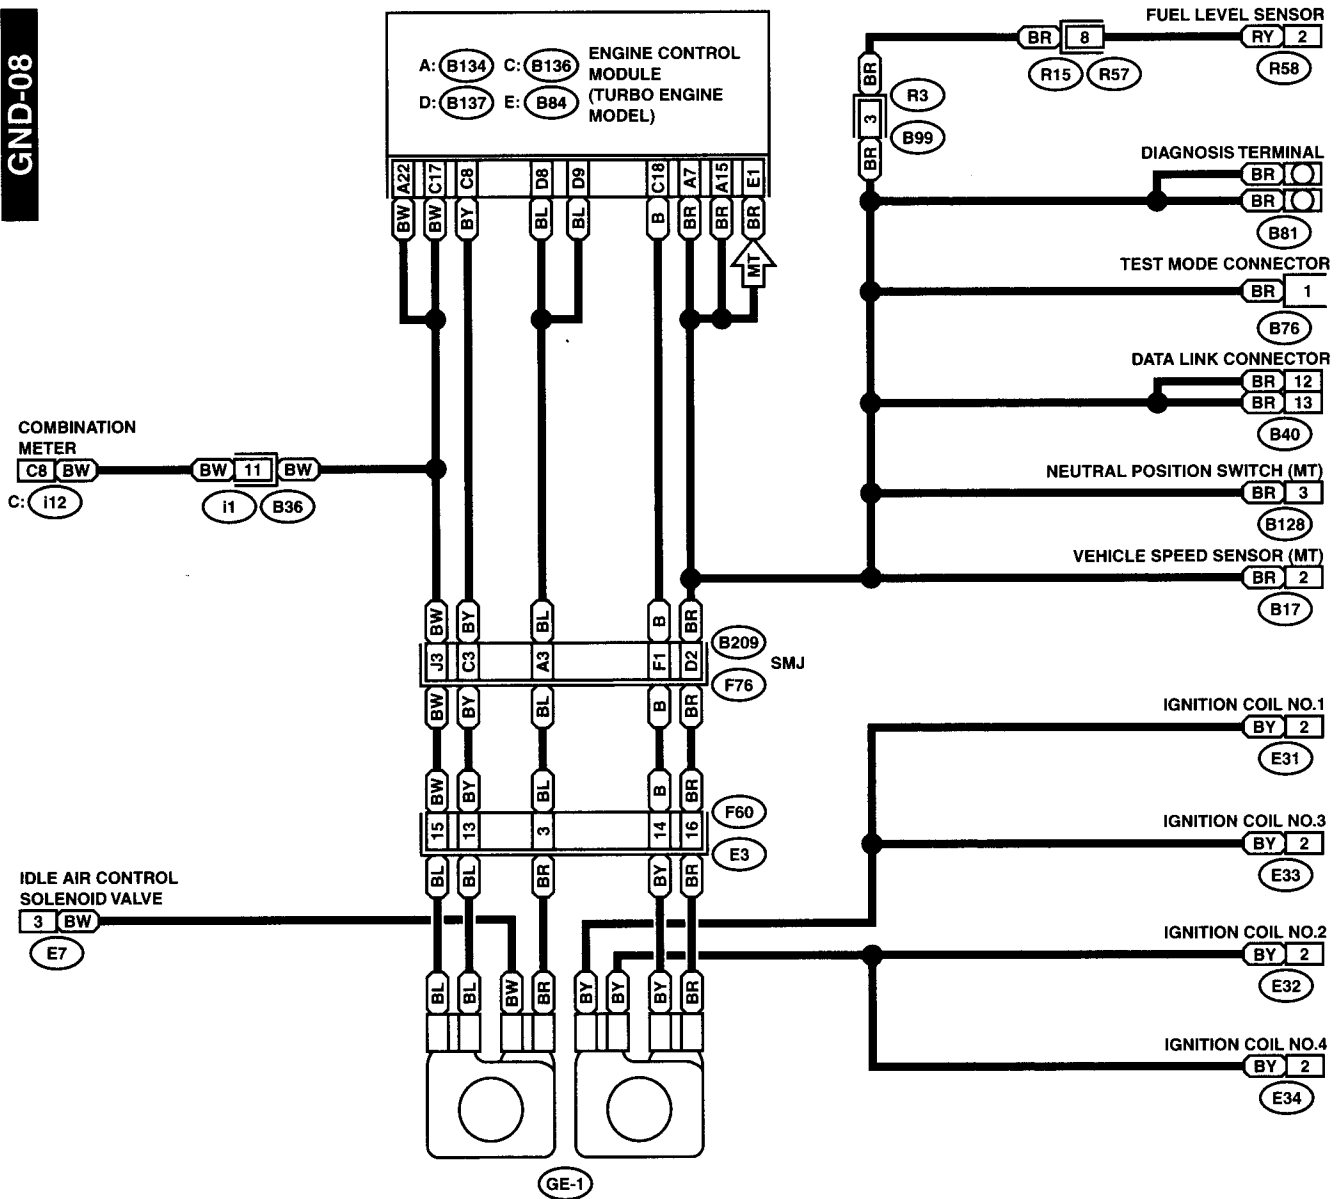 GND-08
A: B134 C: B136 ENGINE CONTROL
MODULE
D: B137 E: B84 (TURBO ENGINE
MODEL)
A22 C17 C8 D8 D9 C18 A7 A15 E1
BW BW BY BL BL B BR BR BR
MT
FUEL LEVEL SENSOR
BR 8 RY 2
R15 R57 R58
BR
R3
3
B99
BR
DIAGNOSIS TERMINAL
BR
BR
B81
TEST MODE CONNECTOR
BR 1
B76
DATA LINK CONNECTOR
BR 12
BR 13
B40
NEUTRAL POSITION SWITCH (MT)
BR 3
B128
VEHICLE SPEED SENSOR (MT)
BR 2
B17
COMBINATION
METER
C8 BW BW 11 BW
C: i12 i1 B36
BW BY BL B BR
B209
J3 C3 A3 F1 D2 SMJ
F76
BW BY BL B BR
BW BY BL B BR
F60
15 13 3 14 16
E3
BL BL BR BY BR
IGNITION COIL NO.1
BY 2
E31
IGNITION COIL NO.3
BY 2
E33
IDLE AIR CONTROL
SOLENOID VALVE
3 BW
E7
IGNITION COIL NO.2
BY 2
E32
BL BL BW BR BY BY BY BR
IGNITION COIL NO.4
BY 2
E34
GE-1